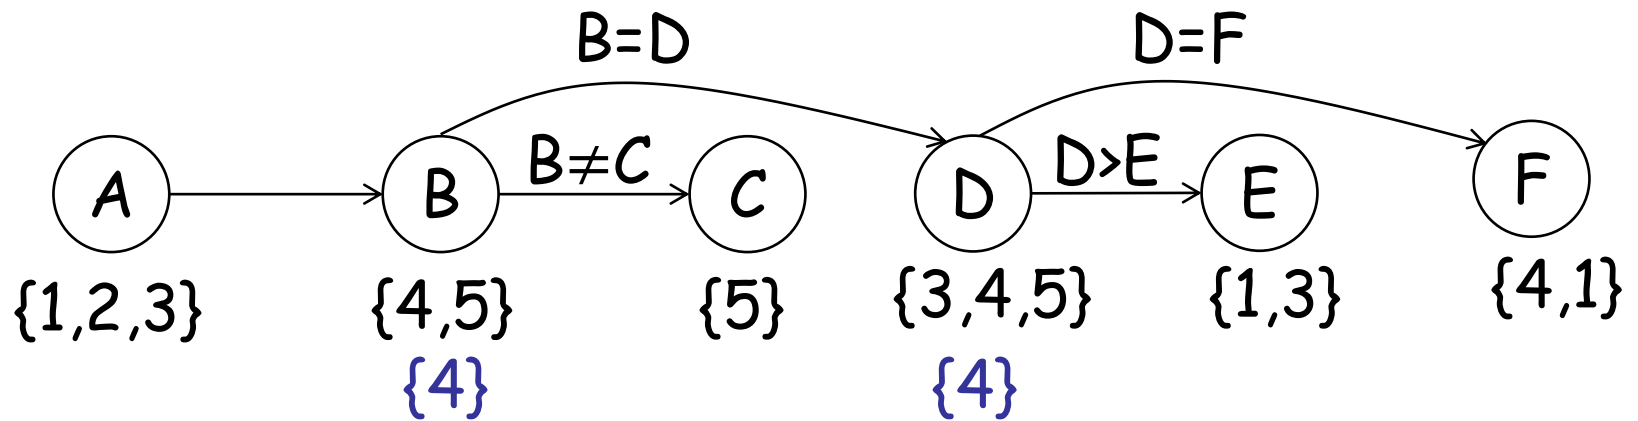 B=D D=F
B≠C D>E
A B C D E F
{1,2,3} {4,5} {5} {3,4,5} {1,3} {4,1}
{4} {4}